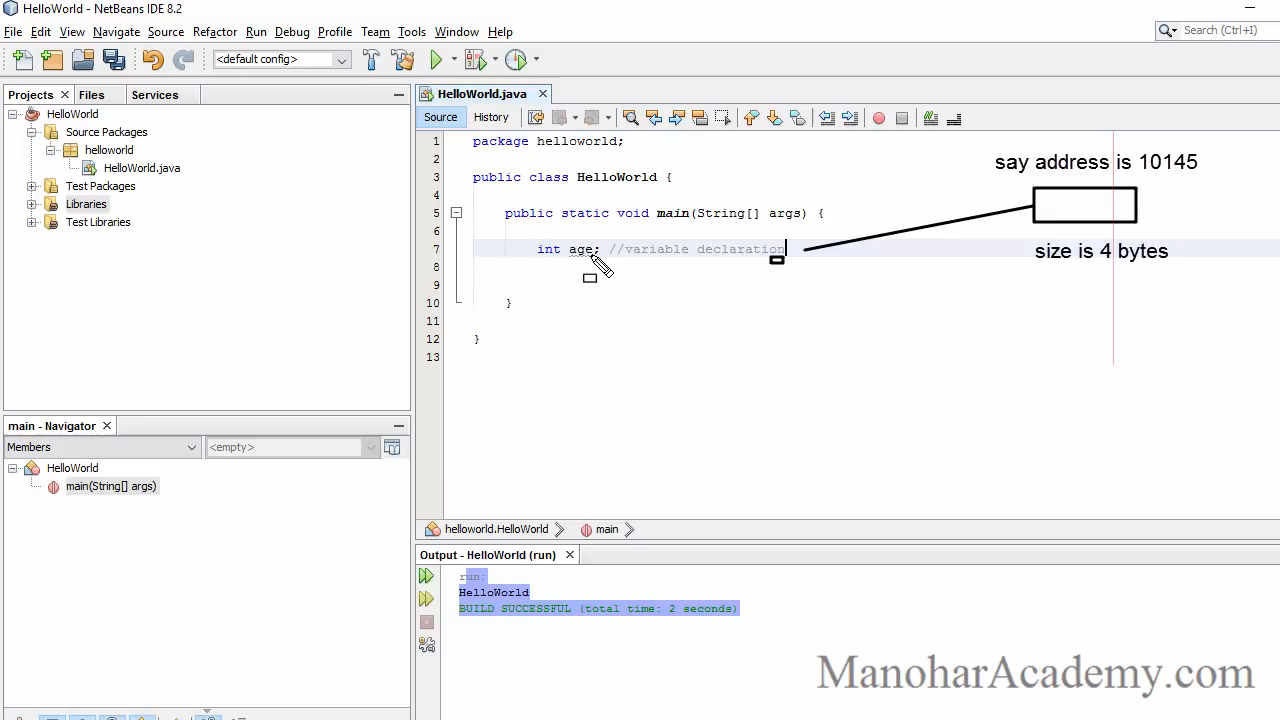 HelloWorld - NetBeans IDE 8.2
File Edit View Navigate Source Refactor Run Debug Profile Team Tools Window Help
Search (Ctrl+I)
<default config>
Projects Files Services
HelloWorld
Source Packages
helloworld
HelloWorld.java
Test Packages
Libraries
Test Libraries
main - Navigator
Members <empty>
HelloWorld
main(String[] args)
HelloWorld.java
Source History
1 package helloworld;
2
3 public class HelloWorld {
4
5 public static void main(String[] args) {
6
7 int age; //variable declaration
8
9
10 }
11
12 }
13
say address is 10145
size is 4 bytes
helloworld.HelloWorld main
Output - HelloWorld (run)
run:
HelloWorld
BUILD SUCCESSFUL (total time: 2 seconds)
ManoharAcademy.com